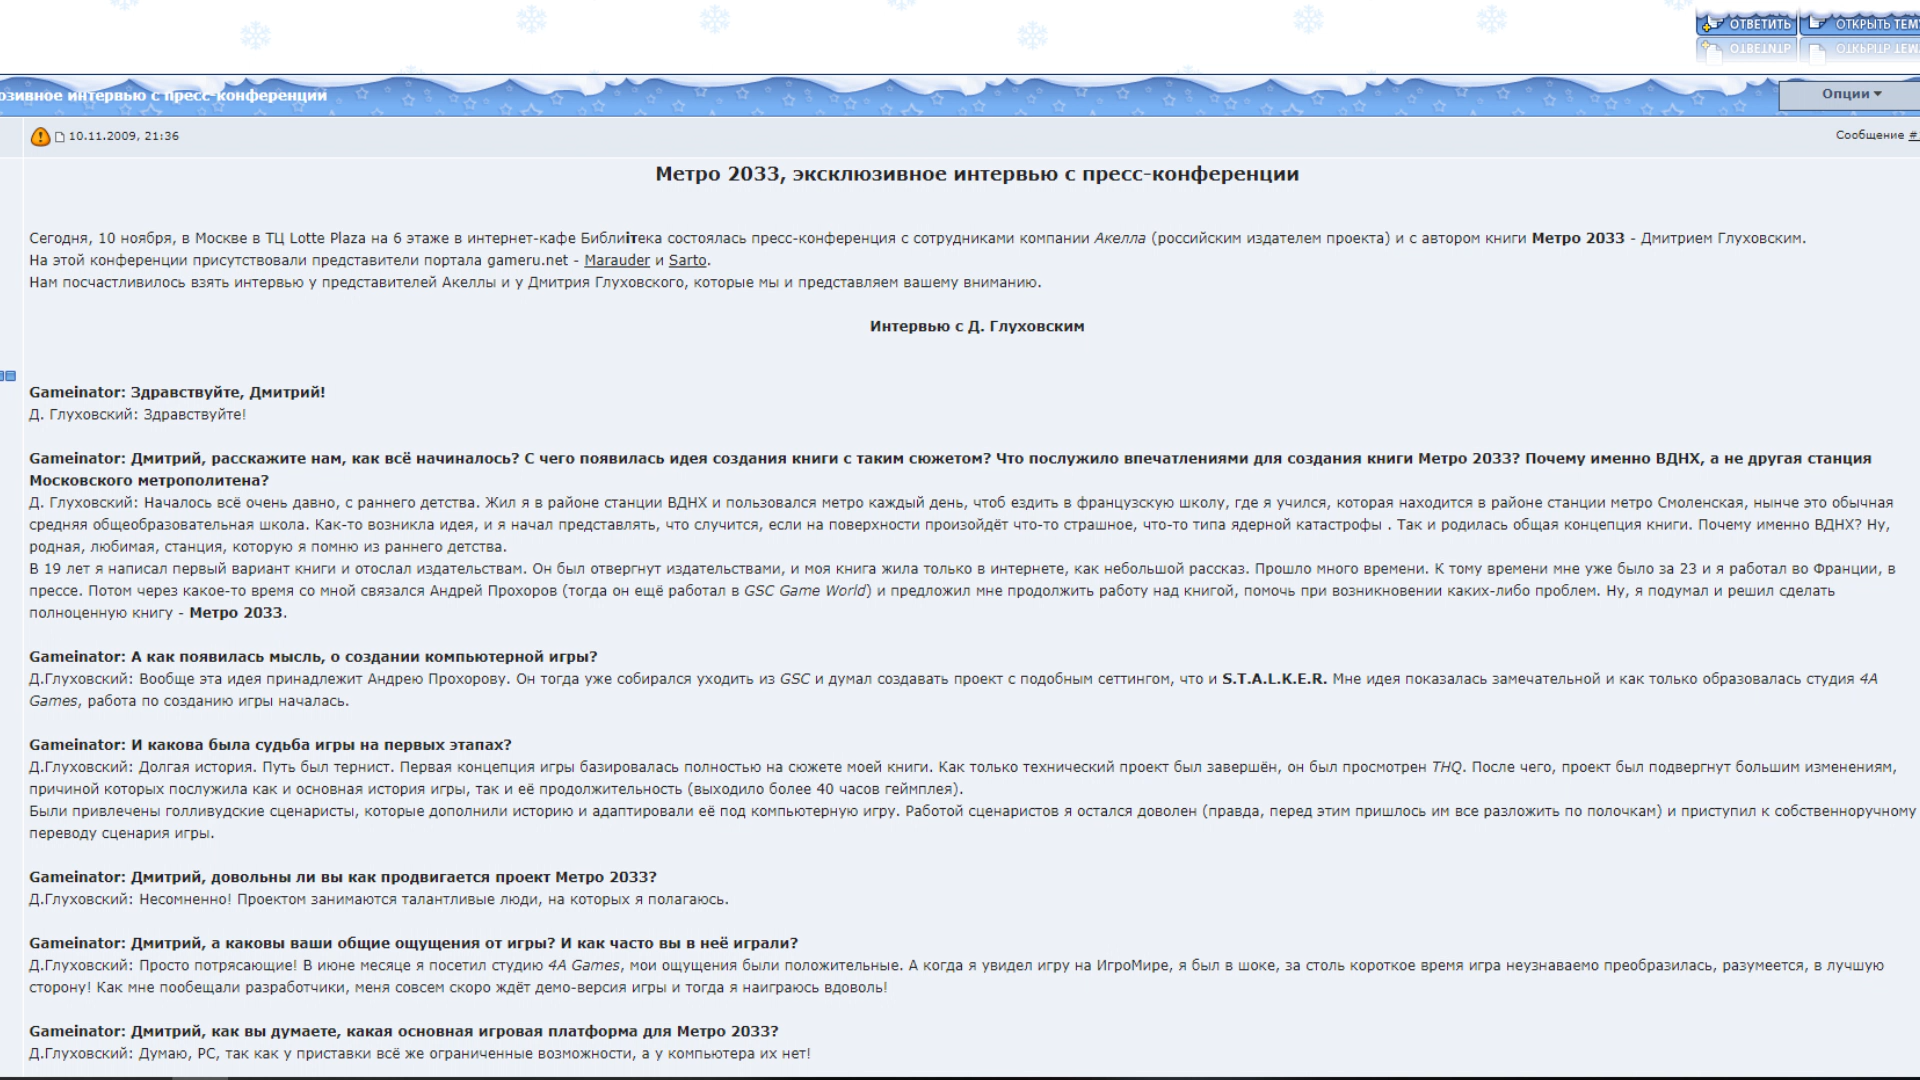 ОТВЕТИТЬ
ОТКРЫТЬ ТЕМ
зивное интервью с пресс-конференции
Опции
10.11.2009, 21:36
Сообщение #
Метро 2033, эксклюзивное интервью с пресс-конференции
Сегодня, 10 ноября, в Москве в ТЦ Lotte Plaza на 6 этаже в интернет-кафе Библиiтека состоялась пресс-конференция с сотрудниками компании Акелла (российским издателем проекта) и с автором книги Метро 2033 - Дмитрием Глуховским.
На этой конференции присутствовали представители портала gameru.net - Marauder и Sarto.
Нам посчастливилось взять интервью у представителей Акеллы и у Дмитрия Глуховского, которые мы и представляем вашему вниманию.
Интервью с Д. Глуховским
Gameinator: Здравствуйте, Дмитрий!
Д. Глуховский: Здравствуйте!
Gameinator: Дмитрий, расскажите нам, как всё начиналось? С чего появилась идея создания книги с таким сюжетом? Что послужило впечатлениями для создания книги Метро 2033? Почему именно ВДНХ, а не другая станция
Московского метрополитена?
Д. Глуховский: Началось всё очень давно, с раннего детства. Жил я в районе станции ВДНХ и пользовался метро каждый день, чтоб ездить в французскую школу, где я учился, которая находится в районе станции метро Смоленская, нынче это обычная
средняя общеобразовательная школа. Как-то возникла идея, и я начал представлять, что случится, если на поверхности произойдёт что-то страшное, что-то типа ядерной катастрофы . Так и родилась общая концепция книги. Почему именно ВДНХ? Ну,
родная, любимая, станция, которую я помню из раннего детства.
В 19 лет я написал первый вариант книги и отослал издательствам. Он был отвергнут издательствами, и моя книга жила только в интернете, как небольшой рассказ. Прошло много времени. К тому времени мне уже было за 23 и я работал во Франции, в
прессе. Потом через какое-то время со мной связался Андрей Прохоров (тогда он ещё работал в GSC Game World) и предложил мне продолжить работу над книгой, помочь при возникновении каких-либо проблем. Ну, я подумал и решил сделать
полноценную книгу - Метро 2033.
Gameinator: А как появилась мысль, о создании компьютерной игры?
Д.Глуховский: Вообще эта идея принадлежит Андрею Прохорову. Он тогда уже собирался уходить из GSC и думал создавать проект с подобным сеттингом, что и S.T.A.L.K.E.R. Мне идея показалась замечательной и как только образовалась студия 4A
Games, работа по созданию игры началась.
Gameinator: И какова была судьба игры на первых этапах?
Д.Глуховский: Долгая история. Путь был тернист. Первая концепция игры базировалась полностью на сюжете моей книги. Как только технический проект был завершён, он был просмотрен THQ. После чего, проект был подвергнут большим изменениям,
причиной которых послужила как и основная история игры, так и её продолжительность (выходило более 40 часов геймплея).
Были привлечены голливудские сценаристы, которые дополнили историю и адаптировали её под компьютерную игру. Работой сценаристов я остался доволен (правда, перед этим пришлось им все разложить по полочкам) и приступил к собственноручному
переводу сценария игры.
Gameinator: Дмитрий, довольны ли вы как продвигается проект Метро 2033?
Д.Глуховский: Несомненно! Проектом занимаются талантливые люди, на которых я полагаюсь.
Gameinator: Дмитрий, а каковы ваши общие ощущения от игры? И как часто вы в неё играли?
Д.Глуховский: Просто потрясающие! В июне месяце я посетил студию 4A Games, мои ощущения были положительные. А когда я увидел игру на ИгроМире, я был в шоке, за столь короткое время игра неузнаваемо преобразилась, разумеется, в лучшую
сторону! Как мне пообещали разработчики, меня совсем скоро ждёт демо-версия игры и тогда я наиграюсь вдоволь!
Gameinator: Дмитрий, как вы думаете, какая основная игровая платформа для Метро 2033?
Д.Глуховский: Думаю, PC, так как у приставки всё же ограниченные возможности, а у компьютера их нет!